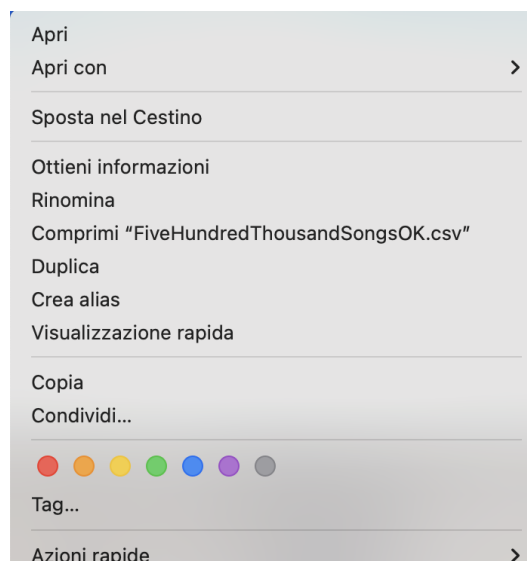 Apri
Apri con
Sposta nel Cestino
Ottieni informazioni
Rinomina
Comprimi “FiveHundredThousandSongsOK.csv”
Duplica
Crea alias
Visualizzazione rapida
Copia
Condividi...
Tag...
Azioni rapide